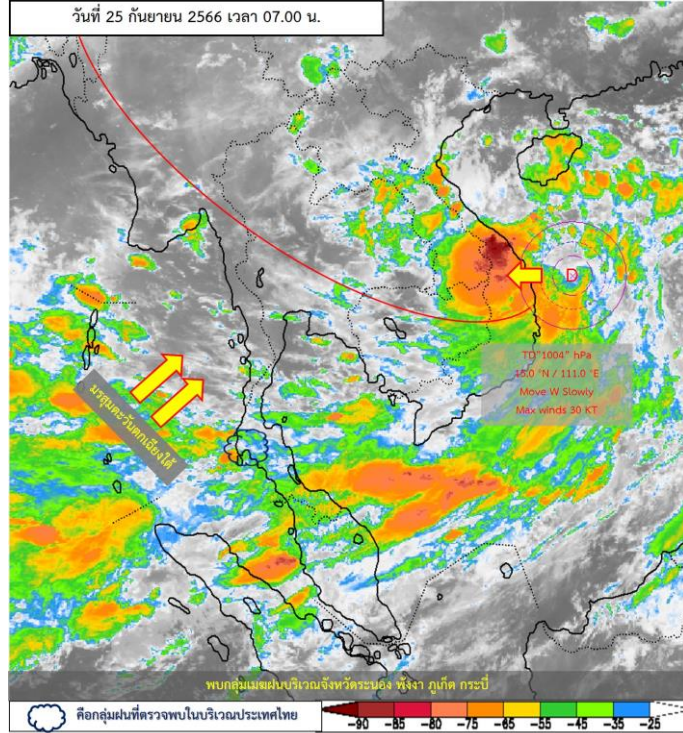 วันที่ 25 กันยายน 2566 เวลา 07.00 น.
D
TD"1004" hPa
15.0 °N / 111.0 °E
Move W Slowly
Max winds 30 KT
มรสุมตะวันตกเฉียงใต้
พบกลุ่มเมฆฝนบริเวณจังหวัดระนอง พังงา ภูเก็ต กระบี่
คือกลุ่มฝนที่ตรวจพบในบริเวณประเทศไทย
-90 -85 -80 -75 -65 -55 -45 -35 -25